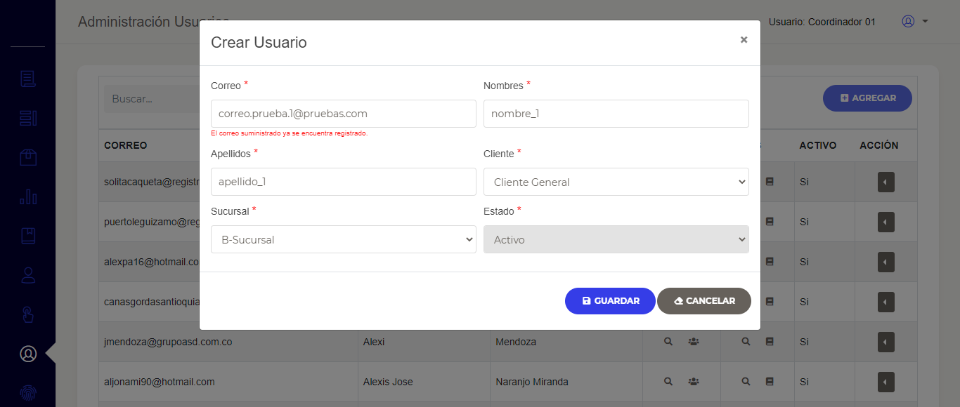 Administración Usuarios
Usuario: Coordinador 01
Crear Usuario
×
Correo *
Nombres *
correo.prueba.1@pruebas.com
nombre_1
El correo suministrado ya se encuentra registrado.
Apellidos *
Cliente *
apellido_1
Cliente General
Sucursal *
Estado *
B-Sucursal
Activo
GUARDAR
CANCELAR
Buscar...
AGREGAR
CORREO
ACTIVO
ACCIÓN
solitacaqueta@registr
Si
puertoleguizamo@reg
Si
alexpa16@hotmail.co
Si
canasgordasantioquia
Si
jmendoza@grupoasd.com.co
Alexi
Mendoza
Si
aljonami90@hotmail.com
Alexis Jose
Naranjo Miranda
Si